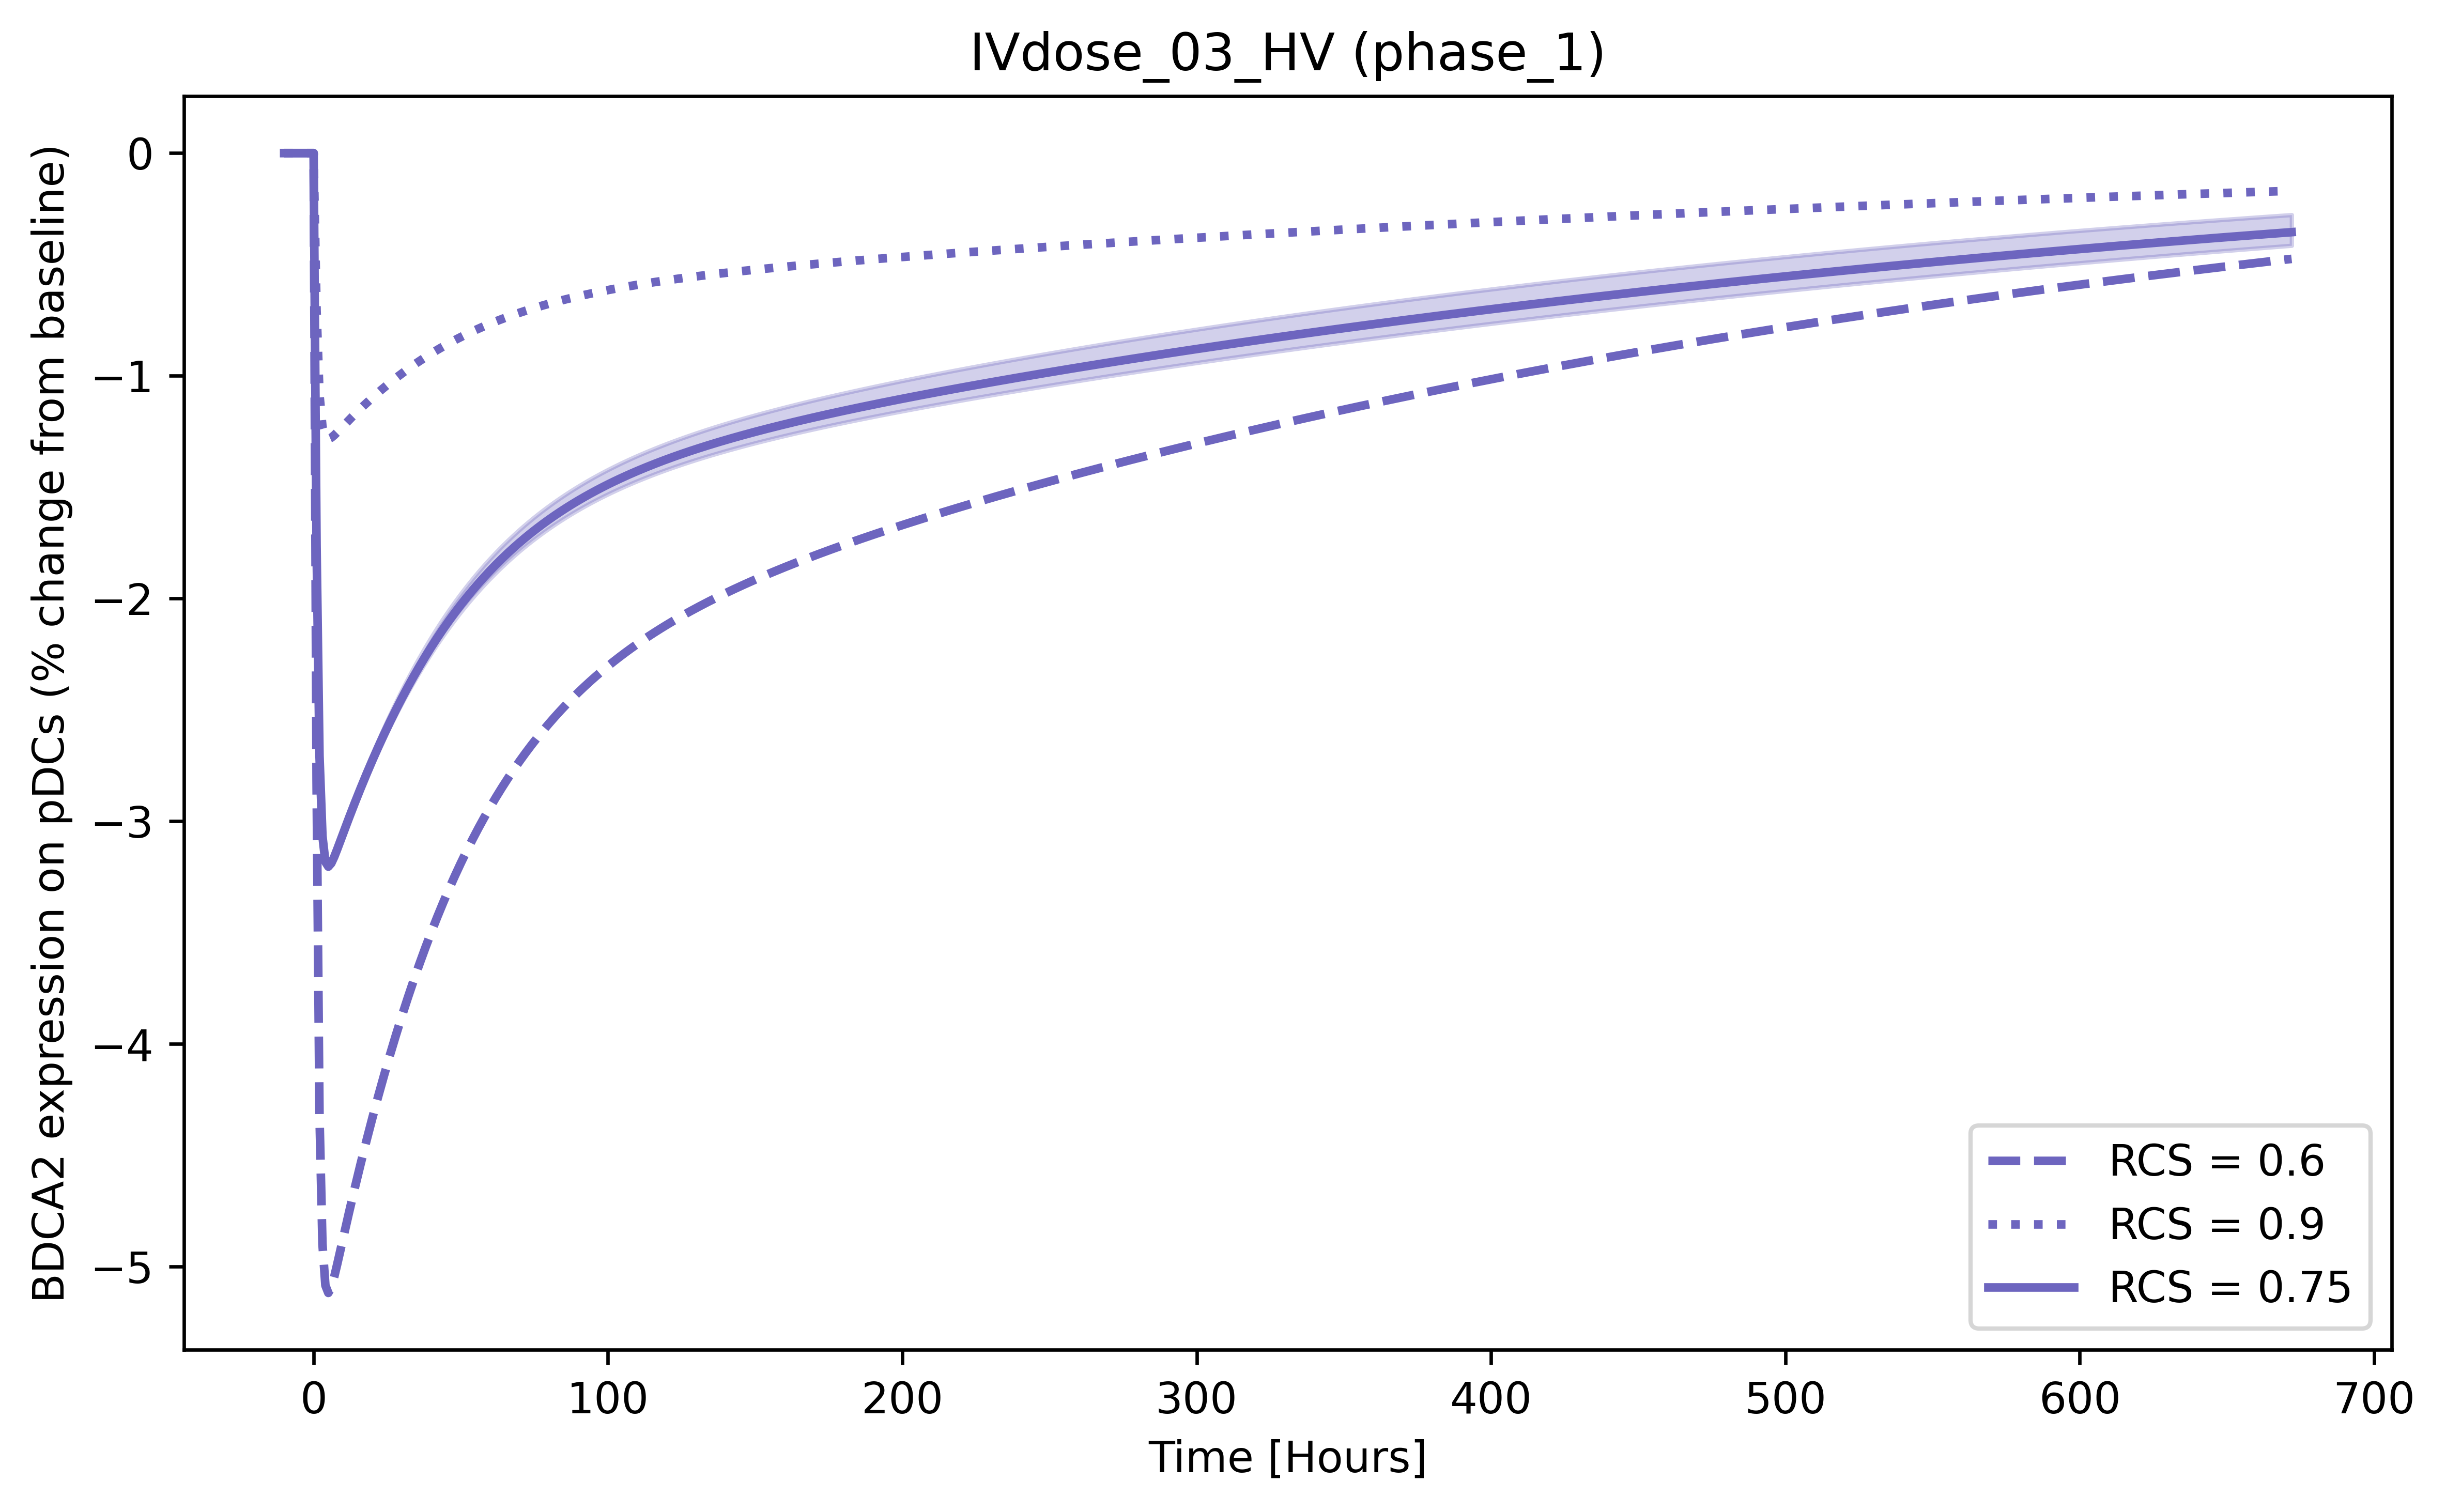 IVdose_03_HV (phase_1)
BDCA2 expression on pDCs (% change from baseline)
0
−1
−2
−3
−4
−5
0 100 200 300 400 500 600 700
Time [Hours]
RCS = 0.6
RCS = 0.9
RCS = 0.75